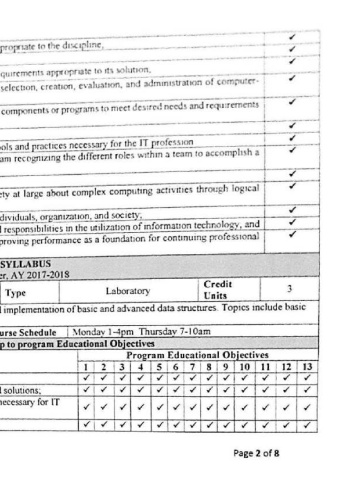 propriate to the discipline, ✓
✓
quirements appropriate to its solution, ✓
selection, creation, evaluation, and administration of computer- ✓
components or programs to meet desired needs and requirements ✓
✓
ools and practices necessary for the IT profession ✓
am recognizing the different roles within a team to accomplish a ✓
✓
ety at large about complex computing activities through logical ✓
dividuals, organization, and society; ✓
l responsibilities in the utilization of information technology, and ✓
proving performance as a foundation for continuing professional ✓
SYLLABUS
er, AY 2017-2018
Type Laboratory Credit Units 3
l implementation of basic and advanced data structures. Topics include basic
urse Schedule Monday 1-4pm Thursday 7-10am
p to program Educational Objectives
Program Educational Objectives
1 2 3 4 5 6 7 8 9 10 11 12 13
✓ ✓ ✓ ✓ ✓ ✓ ✓ ✓ ✓ ✓ ✓ ✓ ✓
l solutions; ✓ ✓ ✓ ✓ ✓ ✓ ✓ ✓ ✓ ✓ ✓ ✓ ✓
necessary for IT ✓ ✓ ✓ ✓ ✓ ✓ ✓ ✓ ✓ ✓ ✓ ✓ ✓
✓ ✓ ✓ ✓ ✓ ✓ ✓ ✓ ✓ ✓ ✓ ✓ ✓
Page 2 of 8